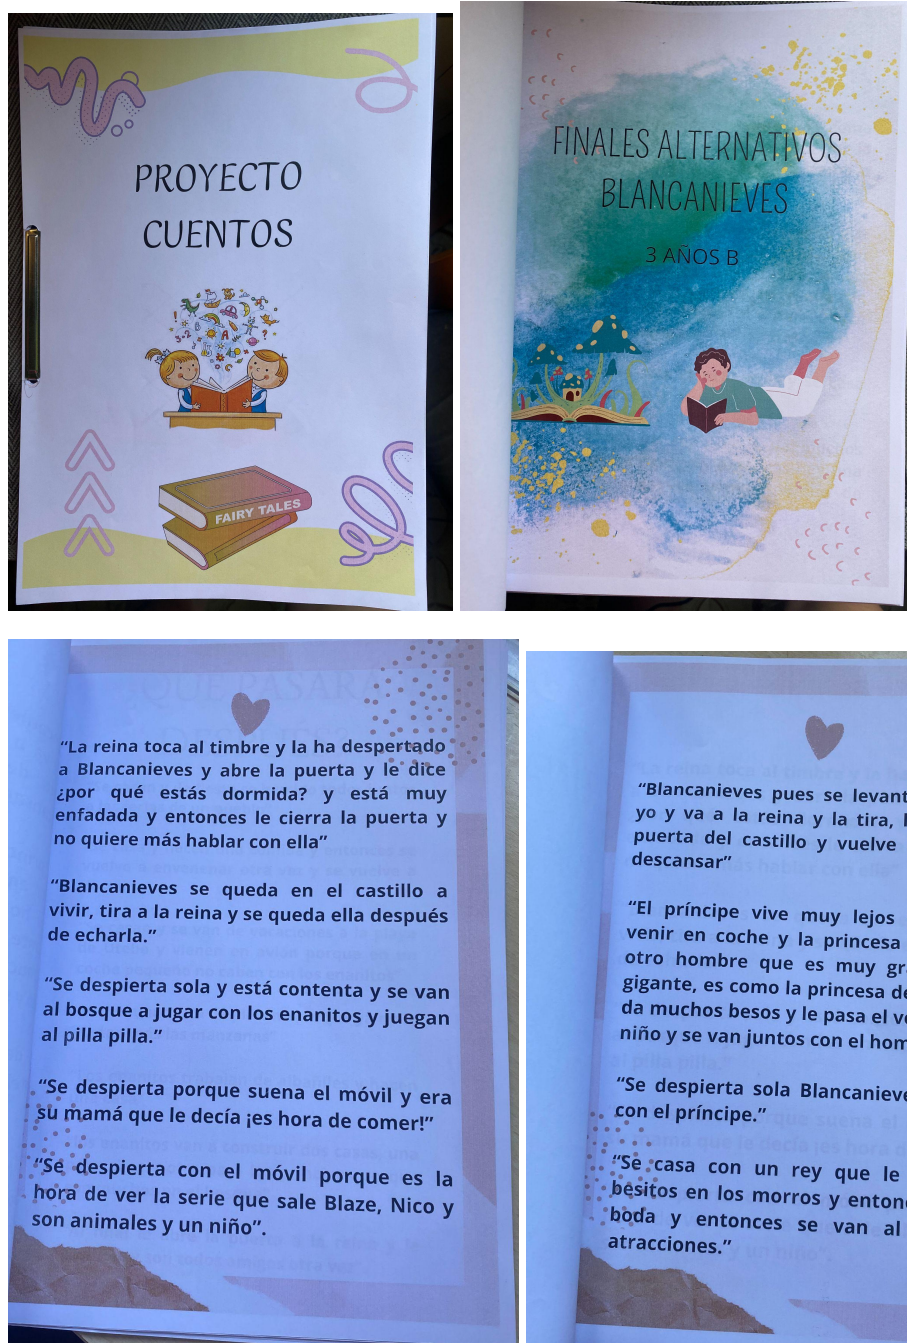 PROYECTO
CUENTOS
FAIRY TALES
FINALES ALTERNATIVOS
BLANCANIEVES
3 AÑOS B
“La reina toca al timbre y la ha despertado
a Blancanieves y abre la puerta y le dice
¿por qué estás dormida? y está muy
enfadada y entonces le cierra la puerta y
no quiere más hablar con ella”
“Blancanieves se queda en el castillo a
vivir, tira a la reina y se queda ella después
de echarla.”
“Se despierta sola y está contenta y se van
al bosque a jugar con los enanitos y juegan
al pilla pilla.”
“Se despierta porque suena el móvil y era
su mamá que le decía ¡es hora de comer!”
“Se despierta con el móvil porque es la
hora de ver la serie que sale Blaze, Nico y
son animales y un niño”.
“Blancanieves pues se levant
yo y va a la reina y la tira,
puerta del castillo y vuelve
descansar”
“El príncipe vive muy lejos
venir en coche y la princesa
otro hombre que es muy gr
gigante, es como la princesa d
da muchos besos y le pasa el v
niño y se van juntos con el hom
“Se despierta sola Blancanieve
con el príncipe.”
“Se casa con un rey que le
besitos en los morros y enton
boda y entonces se van al
atracciones.”